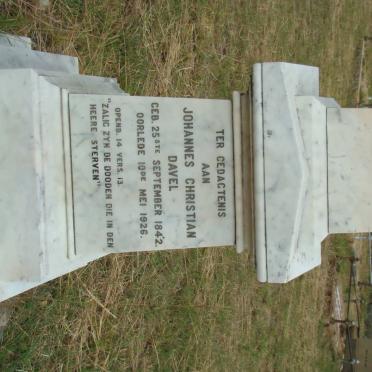 TER GEDACTENIS
AAN
JOHANNES CHRISTIAN
DAVEL
GEB. 25STE SEPTEMBER 1842.
OORLEDE 10DE MEI 1926.
OPENB. 14 VERS. 13
"ZALIG ZYN DE DOODEN DIE IN DEN
HEERE STERVEN"